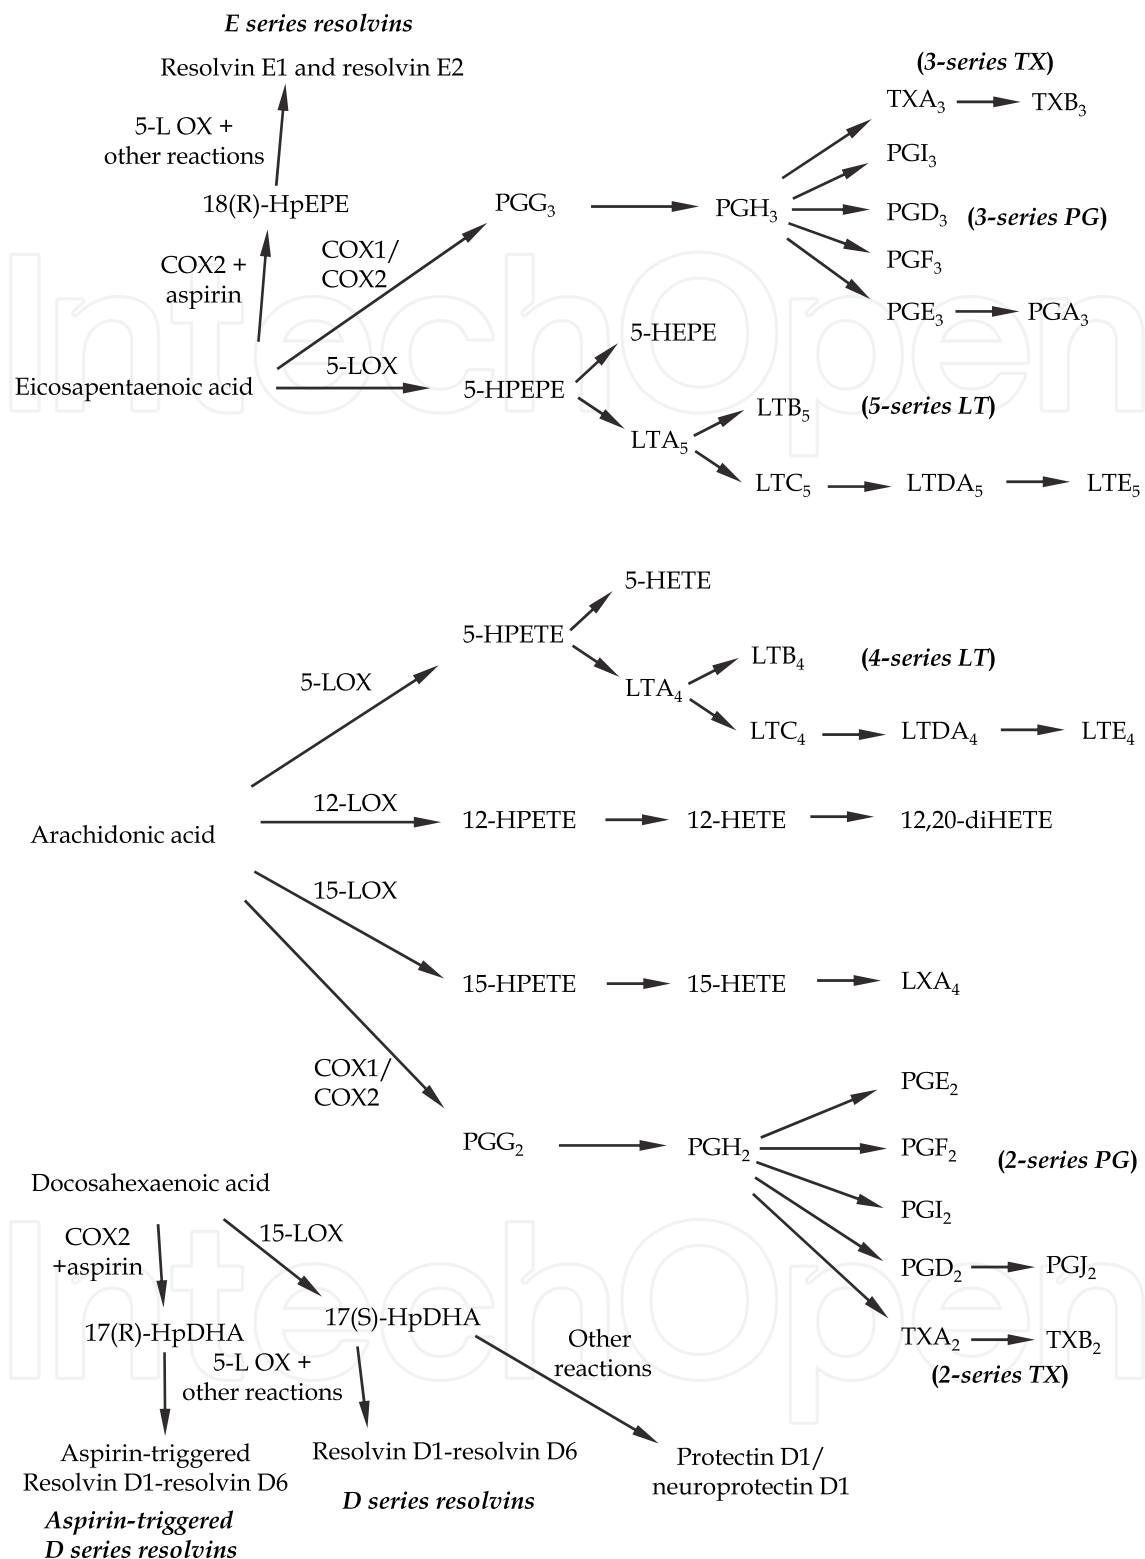 E series resolvins
Resolvin E1 and resolvin E2
(3-series TX)
TXA3
TXB3
5-L OX +
other reactions
PGI3
18(R)-HpEPE
PGG3
PGH3
PGD3
(3-series PG)
COX1/
COX2
COX2 +
aspirin
PGF3
PGE3
PGA3
5-HEPE
5-LOX
Eicosapentaenoic acid
5-HPEPE
LTB5
(5-series LT)
LTA5
LTC5
LTDA5
LTE5
5-HETE
5-HPETE
LTB4
(4-series LT)
5-LOX
LTA4
LTC4
LTDA4
LTE4
12-LOX
Arachidonic acid
12-HPETE
12-HETE
12,20-diHETE
15-LOX
15-HPETE
15-HETE
LXA4
COX1/
COX2
PGE2
PGG2
PGH2
PGF2
(2-series PG)
Docosahexaenoic acid
PGI2
COX2
+aspirin
15-LOX
PGD2
PGJ2
17(R)-HpDHA
17(S)-HpDHA
Other
reactions
TXA2
TXB2
(2-series TX)
5-L OX +
other reactions
Aspirin-triggered
Resolvin D1-resolvin D6
Resolvin D1-resolvin D6
Protectin D1/
neuroprotectin D1
D series resolvins
Aspirin-triggered
D series resolvins
IntechOpen
IntechOpen